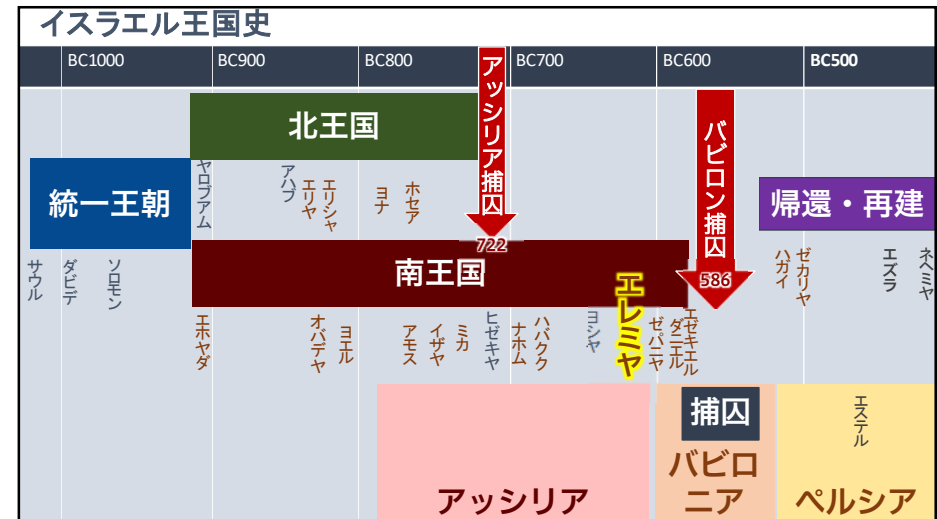 イスラエル王国史
BC1000
BC900
BC800
BC700
BC600
BC500
アッシリア捕囚
722
バビロン捕囚
586
北王国
統一王朝
帰還・再建
ヤロブアム
アハブ
エリヤ
エリシャ
ヨナ
ホセア
南王国
サウル
ダビデ
ソロモン
ハガイ
ゼカリヤ
エズラ
ネヘミヤ
エホヤダ
オバデヤ
ヨエル
アモス
イザヤ
ミカ
ヒゼキヤ
ナホム
ハバクク
ヨシヤ
エレミヤ
ゼパニヤ
ダニエル
エゼキエル
捕囚
エステル
アッシリア
バビロ
ニア
ペルシア